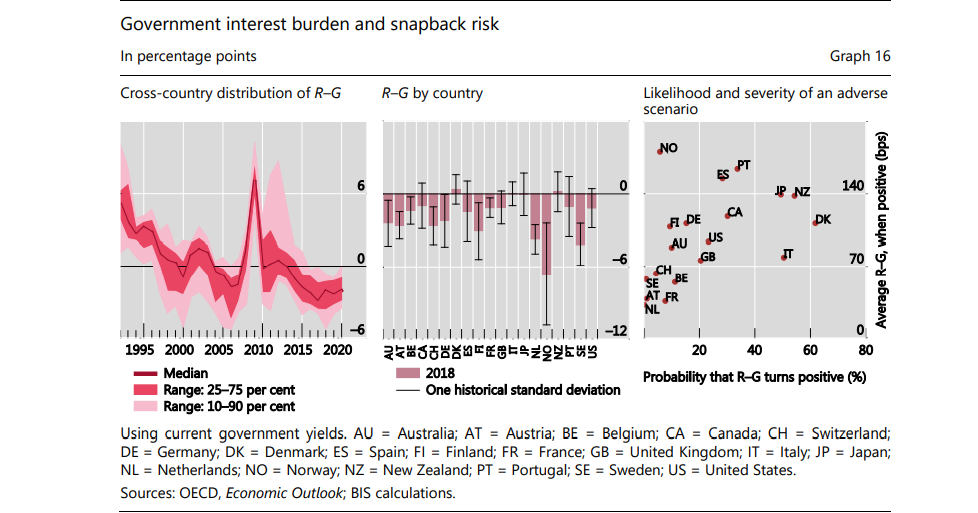 Government interest burden and snapback risk
In percentage points
Graph 16
Cross-country distribution of R–G
R–G by country
Likelihood and severity of an adverse
scenario
6
0
–6
1995 2000 2005 2010 2015 2020
Median
Range: 25–75 per cent
Range: 10–90 per cent
0
–6
–12
AU AT BE CA CH DE DK ES FI FR GB IT JP NL NO NZ PT SE US
2018
One historical standard deviation
NO
PT
ES
JP NZ
CA
DK
FI DE
US
AU
IT
GB
CH
BE
SE
AT FR
NL
140
70
0
Average R–G, when positive (bps)
20 40 60 80
Probability that R–G turns positive (%)
Using current government yields. AU = Australia; AT = Austria; BE = Belgium; CA = Canada; CH = Switzerland;
DE = Germany; DK = Denmark; ES = Spain; FI = Finland; FR = France; GB = United Kingdom; IT = Italy; JP = Japan;
NL = Netherlands; NO = Norway; NZ = New Zealand; PT = Portugal; SE = Sweden; US = United States.
Sources: OECD, Economic Outlook; BIS calculations.